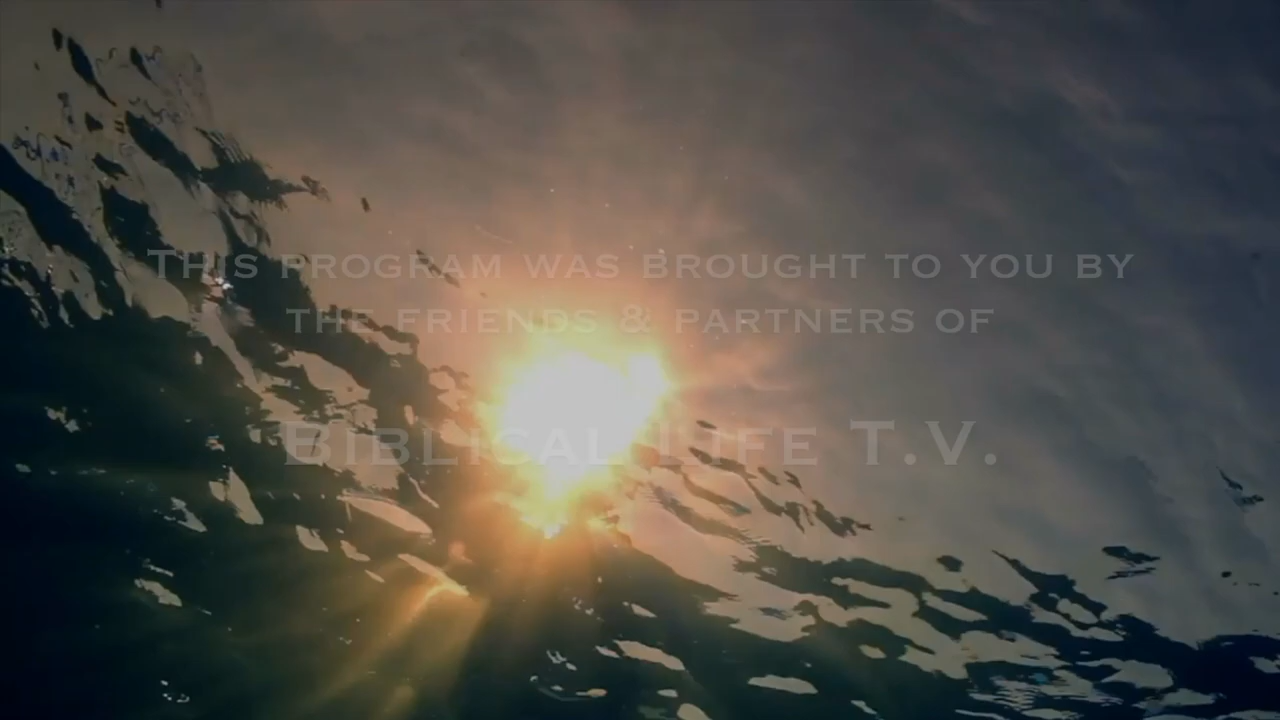 This program was brought to you by
the friends & partners of
Biblical Life T.V.